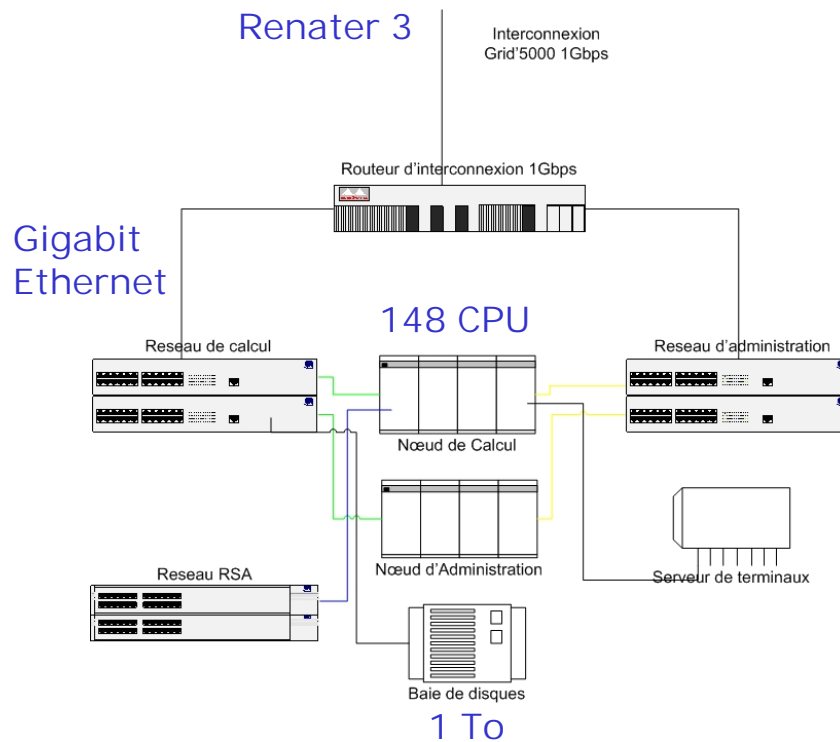 Renater 3
Interconnexion
Grid'5000 1Gbps
Routeur d'interconnexion 1Gbps
Gigabit
Ethernet
148 CPU
Reseau de calcul
Reseau d'administration
Nœud de Calcul
Reseau RSA
Nœud d'Administration
Serveur de terminaux
Baie de disques
1 To